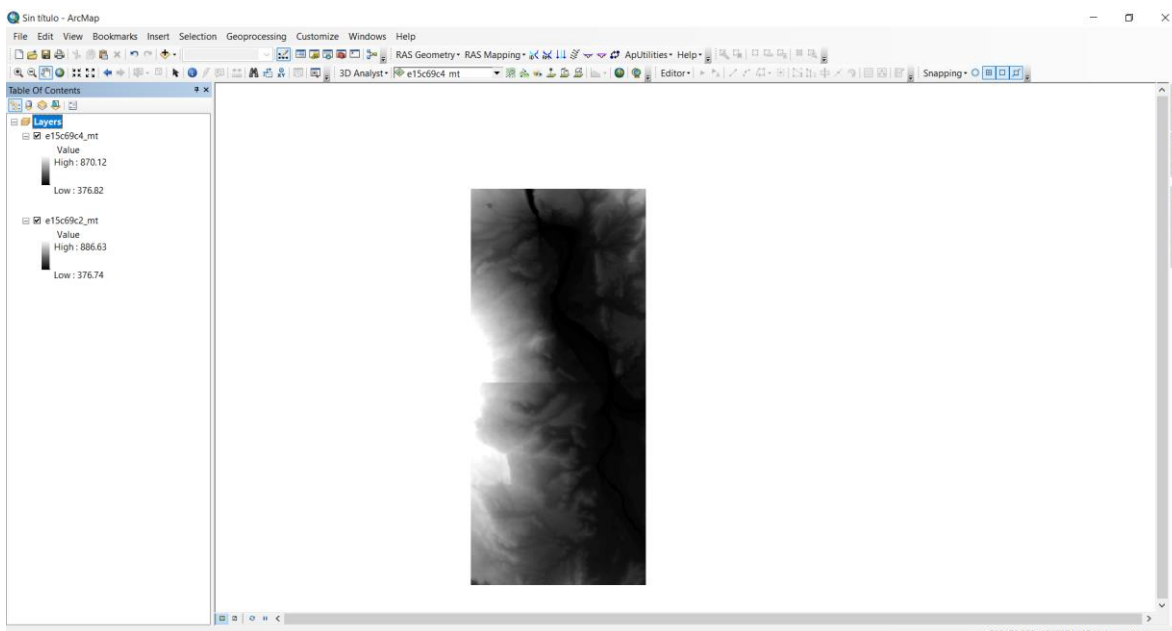 Sin título - ArcMap
File Edit View Bookmarks Insert Selection Geoprocessing Customize Windows Help
RAS Geometry RAS Mapping ApUtilities Help
3D Analyst e15c69c4_mt Editor Snapping
Table Of Contents
Layers
e15c69c4_mt
Value
High : 870.12
Low : 376.82
e15c69c2_mt
Value
High : 886.63
Low : 376.74